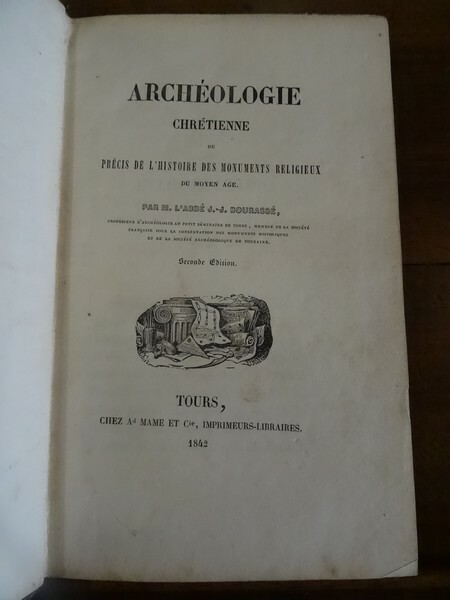 ARCHÉOLOGIE
CHRÉTIENNE
OU
PRÉCIS DE L'HISTOIRE DES MONUMENTS RELIGIEUX
DU MOYEN AGE.
PAR M. L'ABBÉ J.-J. BOURASSÉ,
PROFESSEUR D'ARCHÉOLOGIE AU PETIT SÉMINAIRE DE TOURS, MEMBRE DE LA SOCIÉTÉ
FRANÇAISE POUR LA CONSERVATION DES MONUMENTS HISTORIQUES
ET DE LA SOCIÉTÉ ARCHÉOLOGIQUE DE TOURAINE.
Seconde Edition.
TOURS,
CHEZ Ad MAME ET Cie, IMPRIMEURS-LIBRAIRES.
1842